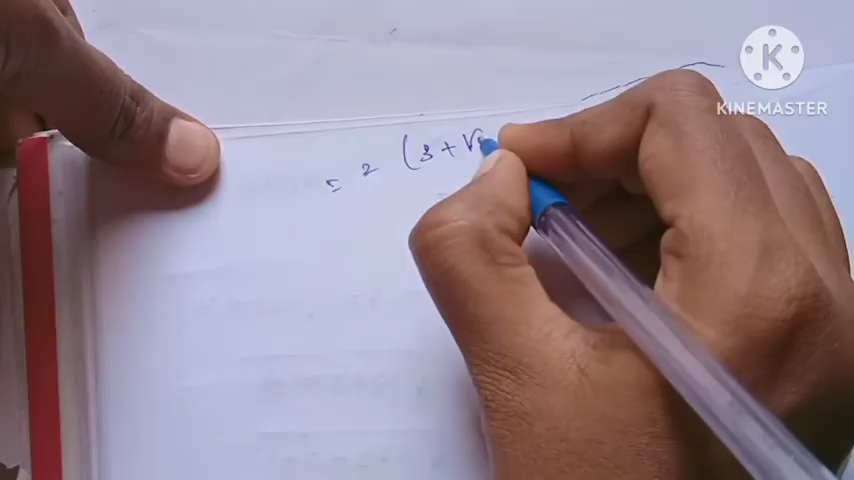 = 2 (3 + √
KINEMASTER